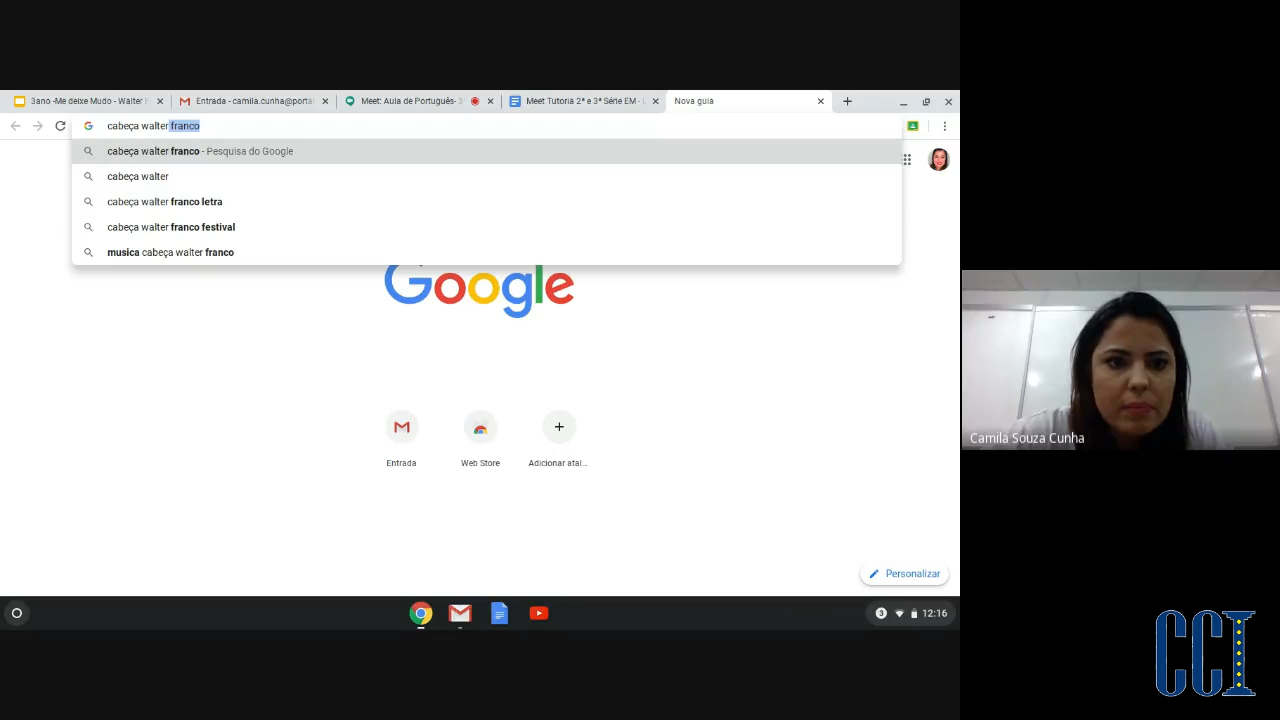 3ano -Me deixe Mudo - Walter
Entrada - camila.cunha@porta
Meet: Aula de Português- 3
Meet Tutoria 2ª e 3ª Série EM -
Nova guia
cabeça walter franco
cabeça walter franco - Pesquisa do Google
cabeça walter
cabeça walter franco letra
cabeça walter franco festival
musica cabeça walter franco
Google
Entrada
Web Store
Adicionar atal...
Personalizar
3
12:16
Camila Souza Cunha
CCI